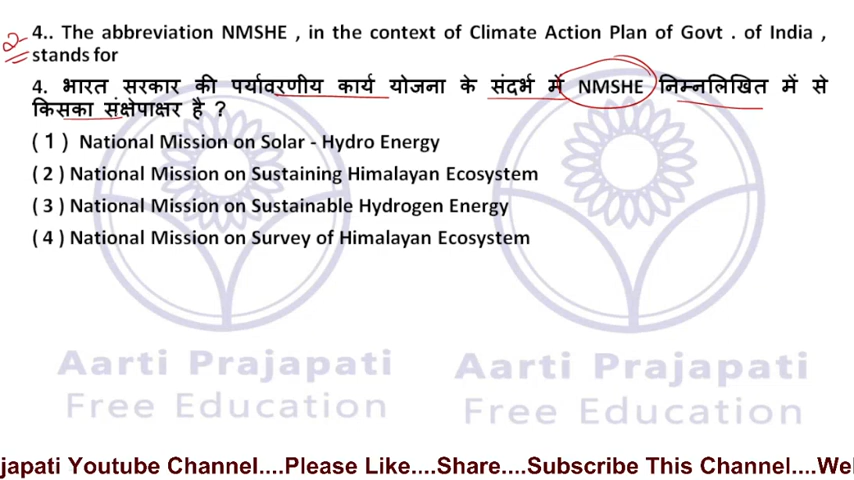 2 4.. The abbreviation NMSHE , in the context of Climate Action Plan of Govt . of India ,
stands for
4. भारत सरकार की पर्यावरणीय कार्य योजना के संदर्भ में NMSHE निम्नलिखित में से
किसका संक्षेपाक्षर है ?
( 1 ) National Mission on Solar - Hydro Energy
( 2 ) National Mission on Sustaining Himalayan Ecosystem
( 3 ) National Mission on Sustainable Hydrogen Energy
( 4 ) National Mission on Survey of Himalayan Ecosystem
Aarti Prajapati Aarti Prajapati
Free Education Free Education
japati Youtube Channel....Please Like....Share....Subscribe This Channel....Wel